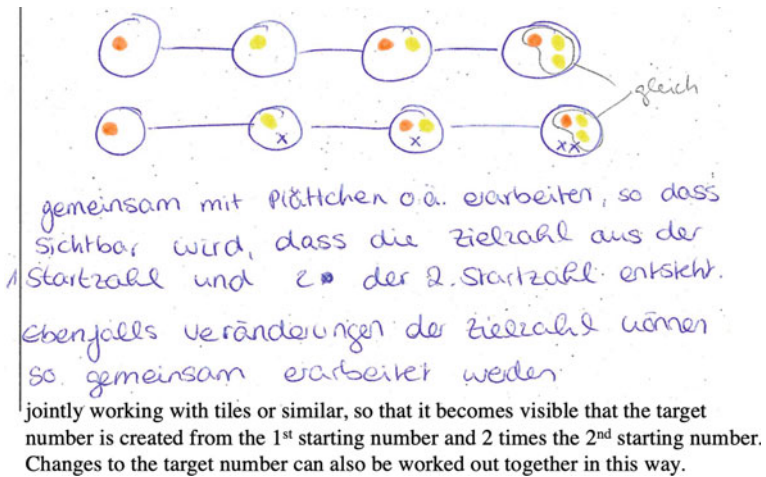 gleich
x x xx
gemeinsam mit Plättchen o.ä. erarbeiten, so dass
sichtbar wird, dass die Zielzahl aus der
1 Startzahl und 2• der 2. Startzahl entsteht.
Ebenfalls Veränderungen der Zielzahl können
so gemeinsam erarbeitet werden
jointly working with tiles or similar, so that it becomes visible that the target
number is created from the 1st starting number and 2 times the 2nd starting number.
Changes to the target number can also be worked out together in this way.